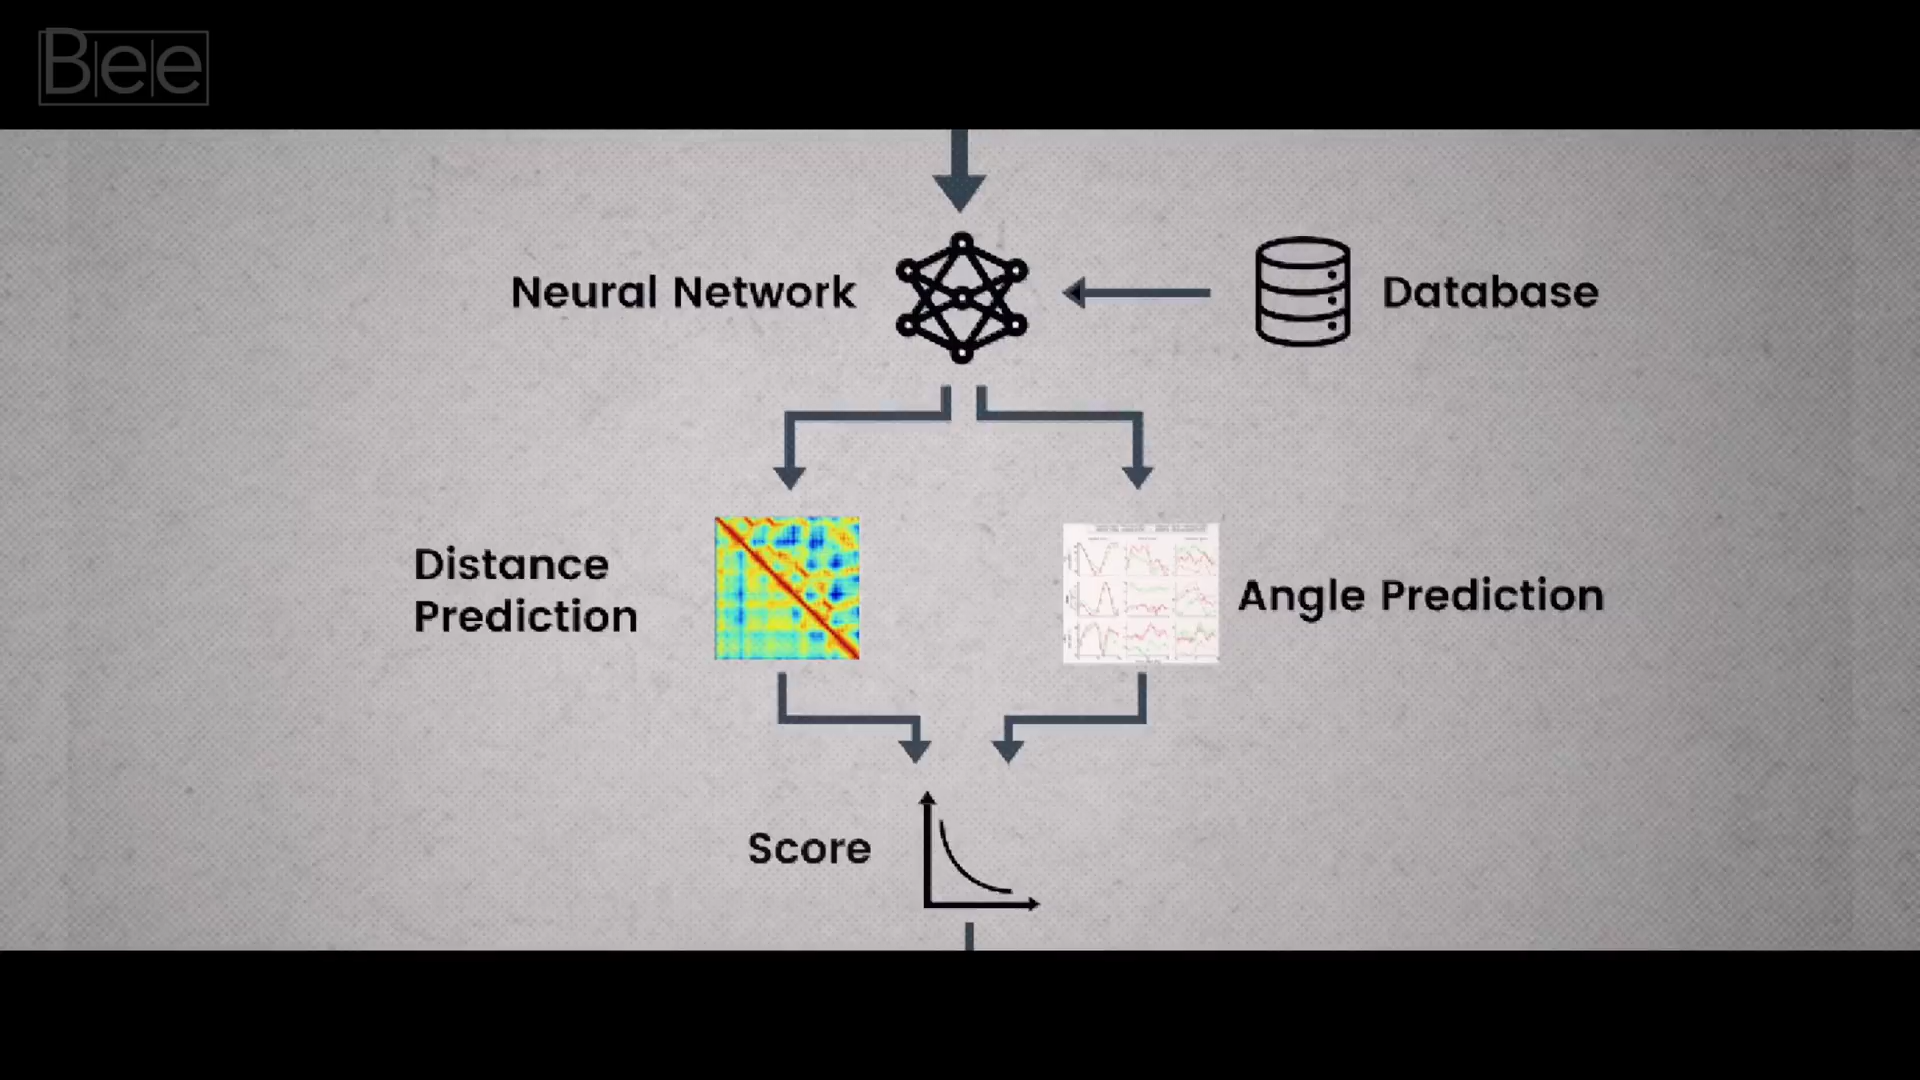 Bee
Neural Network
Database
Distance
Prediction
Angle Prediction
Score